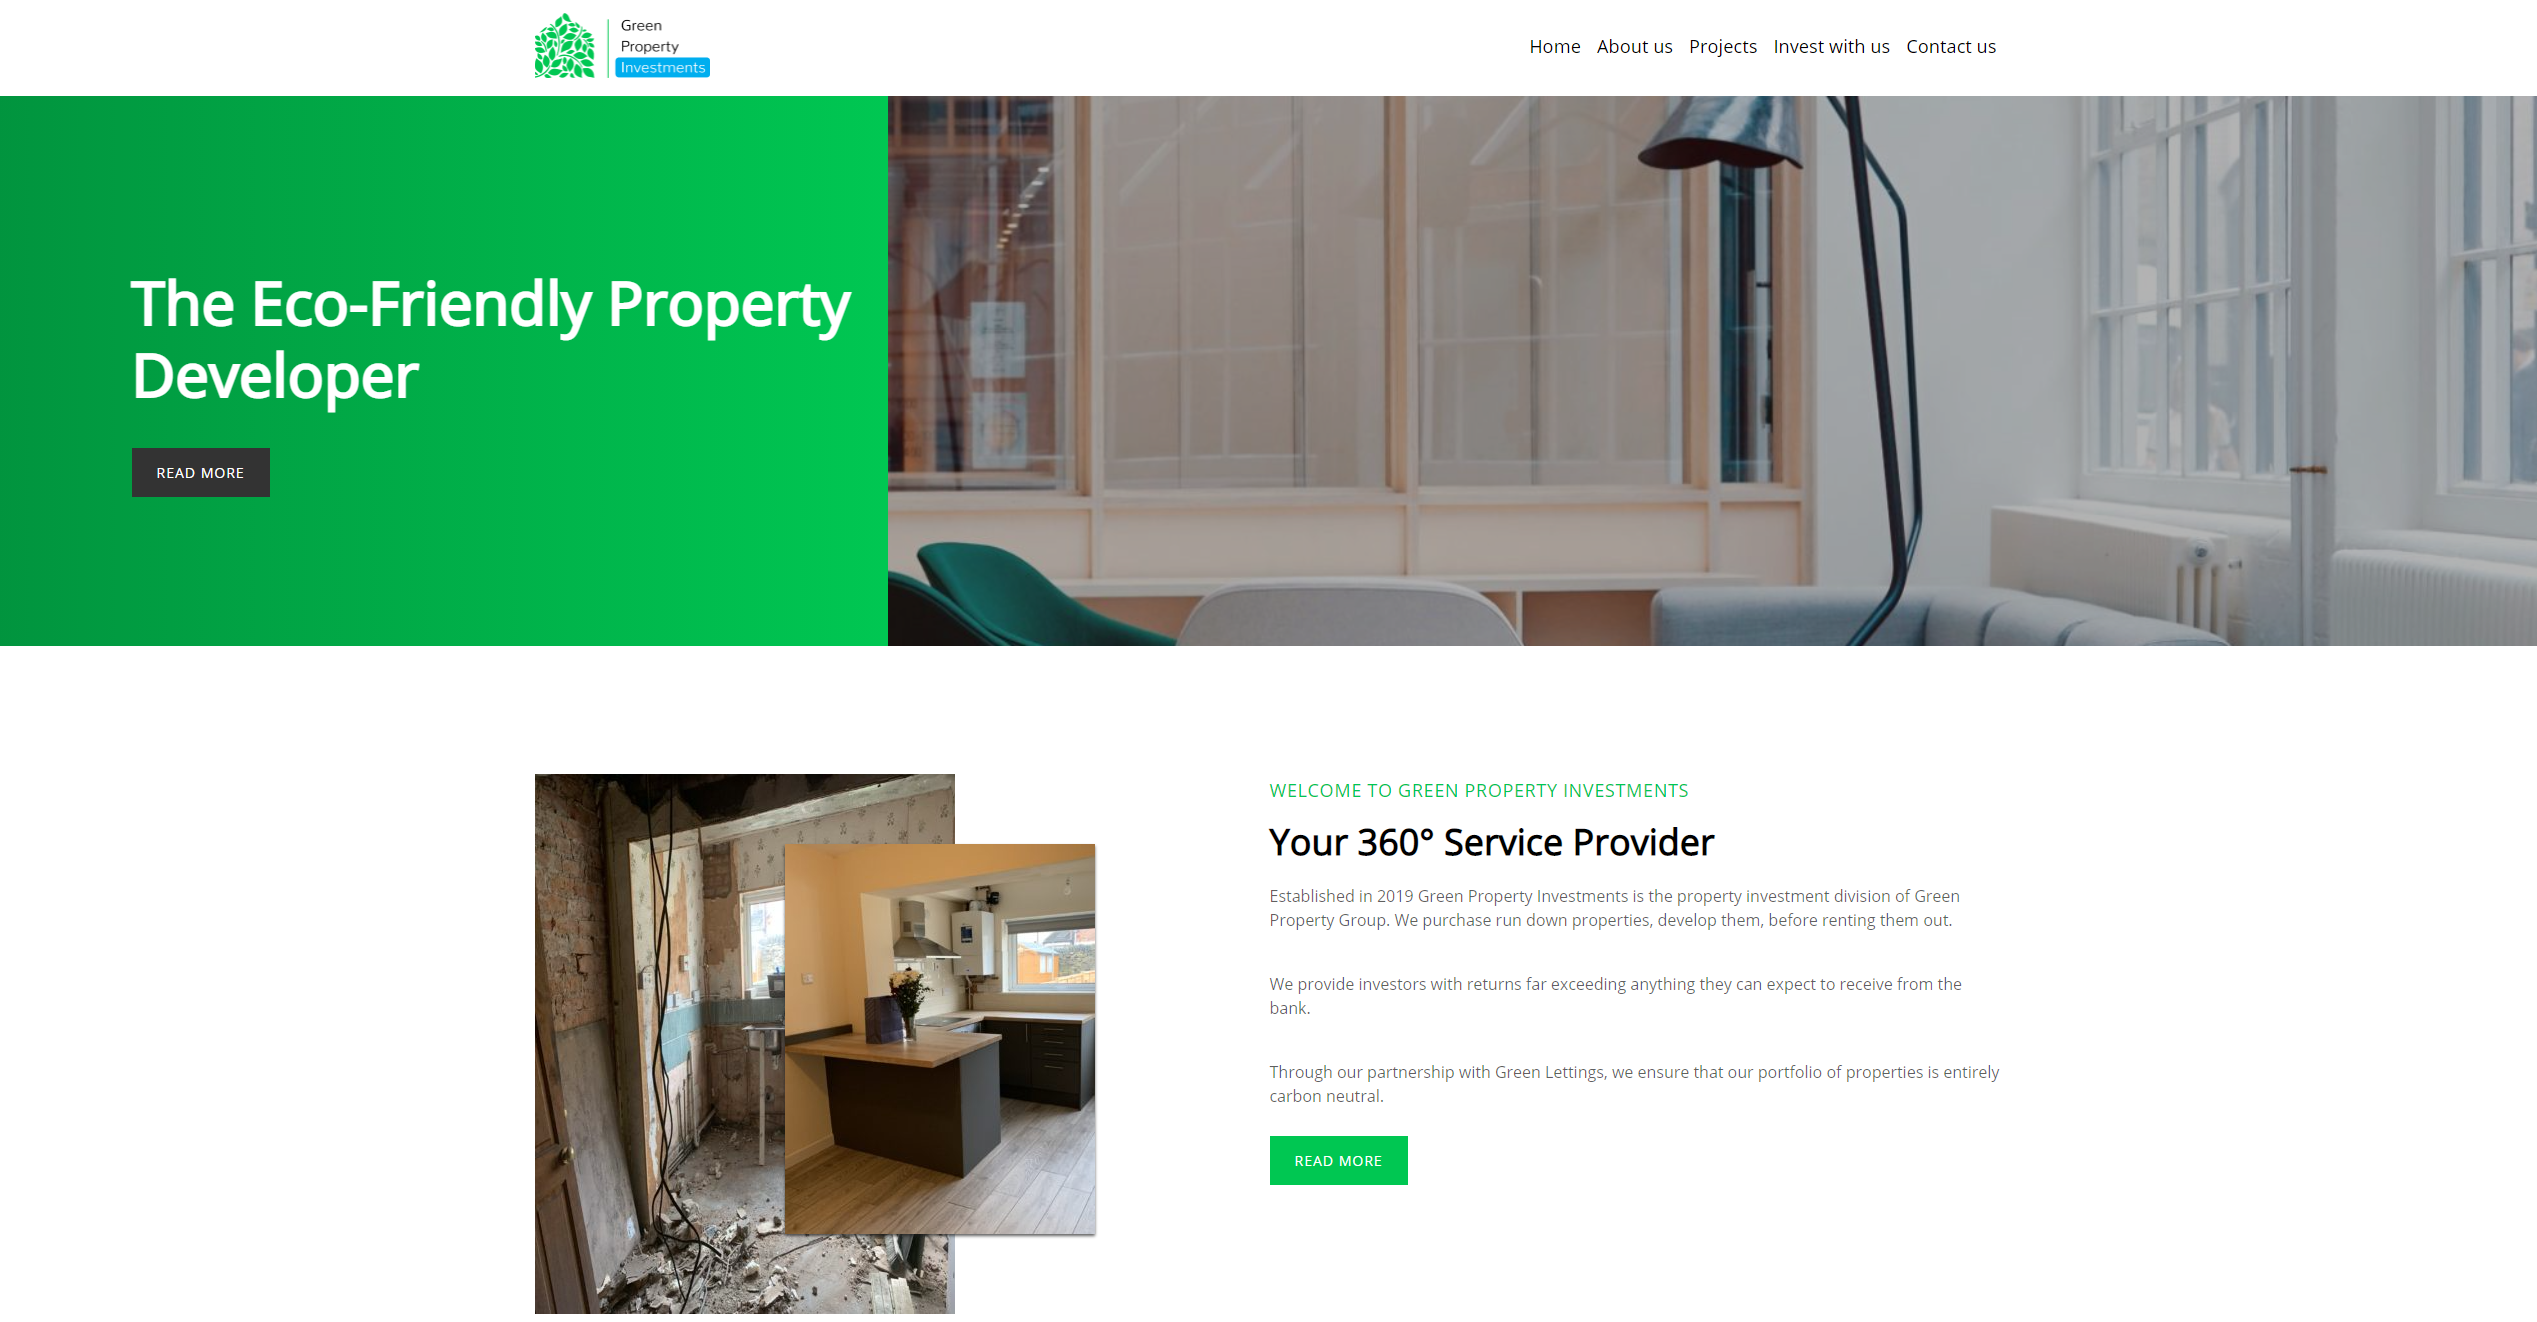 Green
Property
Investments
Home About us Projects Invest with us Contact us
The Eco-Friendly Property
Developer
READ MORE
WELCOME TO GREEN PROPERTY INVESTMENTS
Your 360° Service Provider
Established in 2019 Green Property Investments is the property investment division of Green
Property Group. We purchase run down properties, develop them, before renting them out.
We provide investors with returns far exceeding anything they can expect to receive from the
bank.
Through our partnership with Green Lettings, we ensure that our portfolio of properties is entirely
carbon neutral.
READ MORE